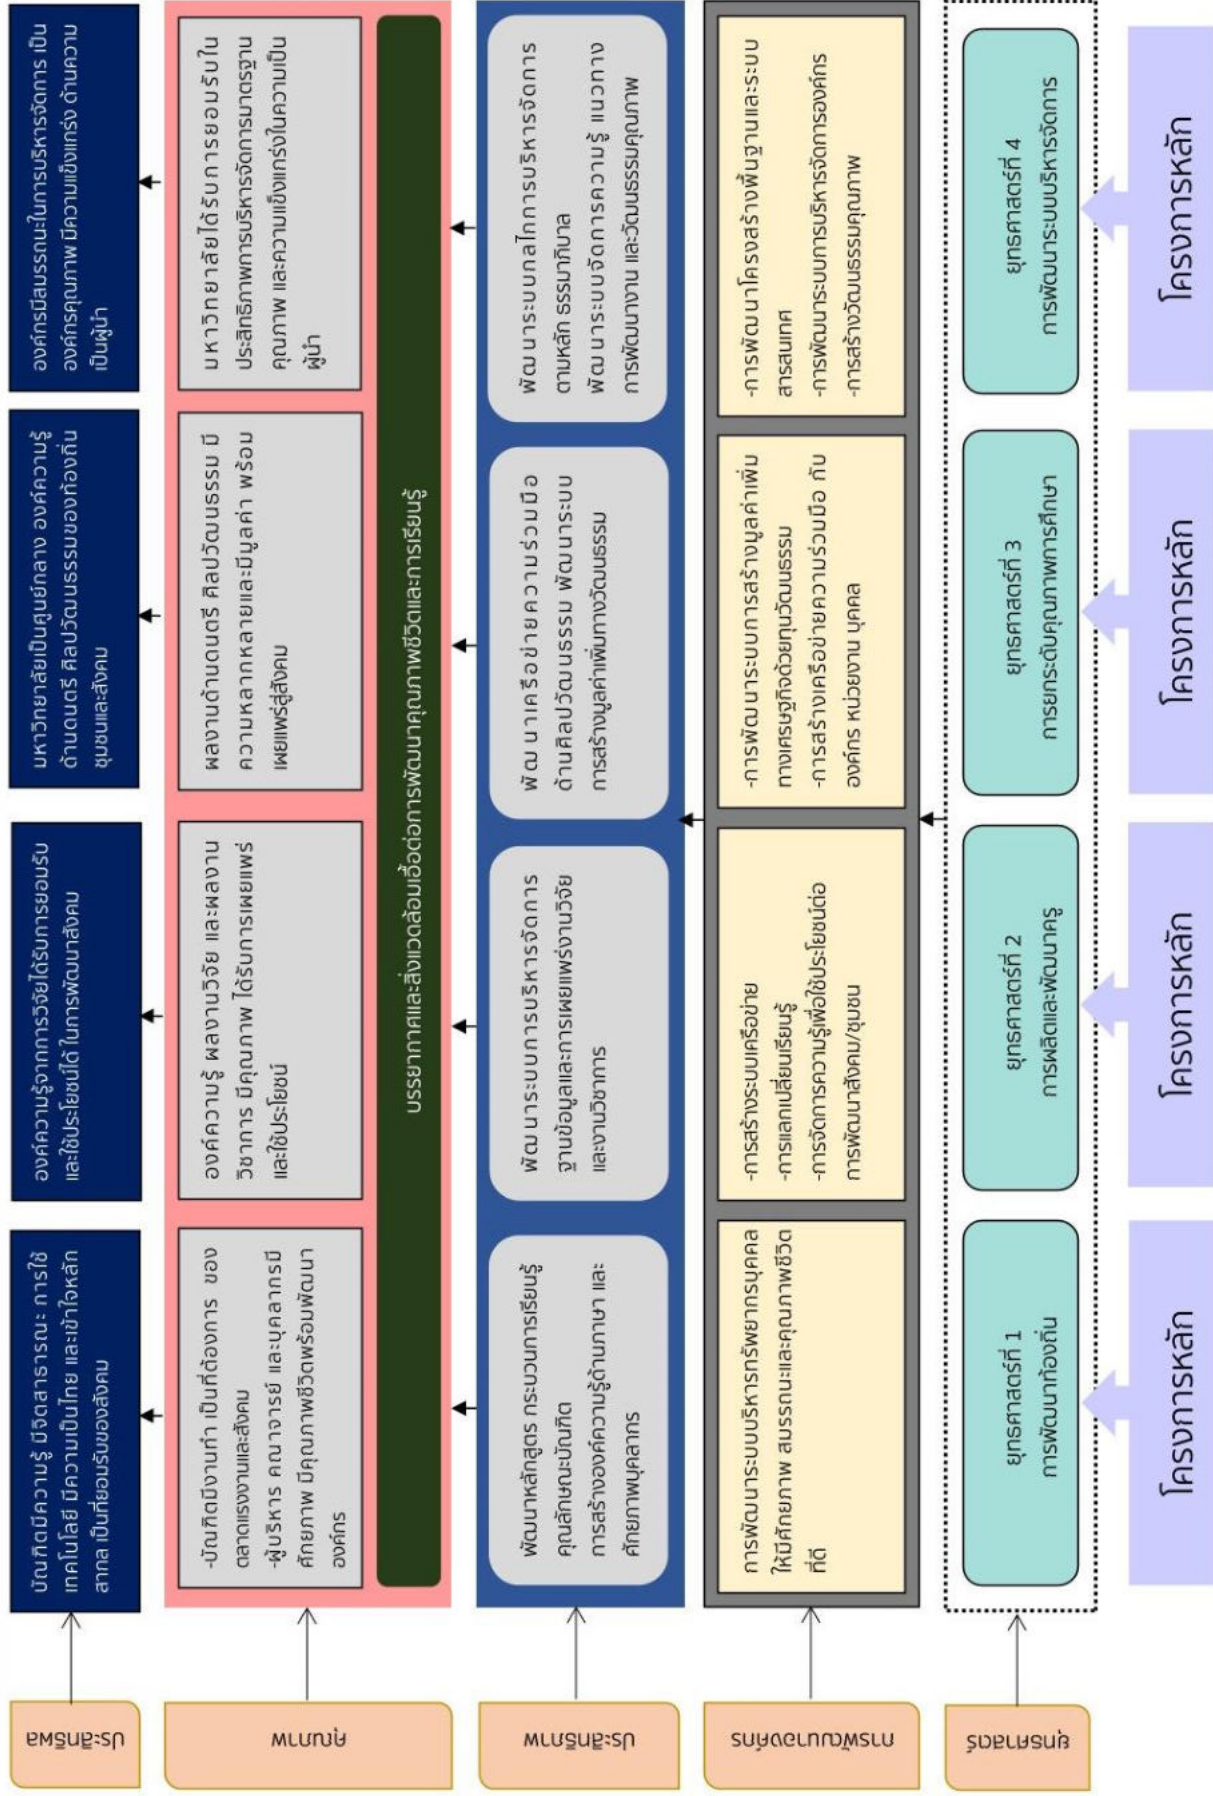 ประสิทธิผล
บัณฑิตมีความรู้ มีจิตสาธารณะ การใช้
เทคโนโลยี มีความเป็นไทย และเข้าใจหลัก
สากล เป็นที่ยอมรับของสังคม
องค์ความรู้จากการวิจัยได้รับการยอมรับ
และใช้ประโยชน์ได้ ในการพัฒนาสังคม
มหาวิทยาลัยเป็นศูนย์กลาง องค์ความรู้
ด้านดนตรี ศิลปวัฒนธรรมของท้องถิ่น
ชุมชนและสังคม
องค์กรมีสมรรถนะในการบริหารจัดการ เป็น
องค์กรคุณภาพ มีความแข็งแกร่ง ด้านความ
เป็นผู้นำ
คุณภาพ
-บัณฑิตมีงานทำ เป็นที่ต้องการ ของ
ตลาดแรงงานและสังคม
-ผู้บริหาร คณาจารย์ และบุคลากรมี
ศักยภาพ มีคุณภาพชีวิตพร้อมพัฒนา
องค์กร
องค์ความรู้ ผลงานวิจัย และผลงาน
วิชาการ มีคุณภาพ ได้รับการเผยแพร่
และใช้ประโยชน์
ผลงานด้านดนตรี ศิลปวัฒนธรรม มี
ความหลากหลายและมีมูลค่า พร้อม
เผยแพร่สู่สังคม
มหาวิทยาลัยได้รับการยอมรับใน
ประสิทธิภาพการบริหารจัดการมาตรฐาน
คุณภาพ และความแข็งแกร่งในความเป็น
ผู้นำ
บรรยากาศและสิ่งแวดล้อมเอื้อต่อการพัฒนาคุณภาพชีวิตและการเรียนรู้
ประสิทธิภาพ
พัฒนาหลักสูตร กระบวนการเรียนรู้
คุณลักษณะบัณฑิต
การสร้างองค์ความรู้ด้านภาษา และ
ศักยภาพบุคลากร
พัฒนาระบบการบริหารจัดการ
ฐานข้อมูลและการเผยแพร่งานวิจัย
และงานวิชาการ
พัฒนาเครือข่ายความร่วมมือ
ด้านศิลปวัฒนธรรม พัฒนาระบบ
การสร้างมูลค่าเพิ่มทางวัฒนธรรม
พัฒนาระบบกลไกการบริหารจัดการ
ตามหลัก ธรรมาภิบาล
พัฒนาระบบจัดการความรู้ แนวทาง
การพัฒนางาน และวัฒนธรรมคุณภาพ
การพัฒนาองค์กร
การพัฒนาระบบบริหารทรัพยากรบุคคล
ให้มีศักยภาพ สมรรถนะและคุณภาพชีวิต
ที่ดี
-การสร้างระบบเครือข่าย
-การแลกเปลี่ยนเรียนรู้
-การจัดการความรู้เพื่อใช้ประโยชน์ต่อ
การพัฒนาสังคม/ชุมชน
-การพัฒนาระบบการสร้างมูลค่าเพิ่ม
ทางเศรษฐกิจด้วยทุนวัฒนธรรม
-การสร้างเครือข่ายความร่วมมือ กับ
องค์กร หน่วยงาน บุคคล
-การพัฒนาโครงสร้างพื้นฐานและระบบ
สารสนเทศ
-การพัฒนาระบบการบริหารจัดการองค์กร
-การสร้างวัฒนธรรมคุณภาพ
ยุทธศาสตร์
ยุทธศาสตร์ที่ 1
การพัฒนาท้องถิ่น
ยุทธศาสตร์ที่ 2
การผลิตและพัฒนาครู
ยุทธศาสตร์ที่ 3
การยกระดับคุณภาพการศึกษา
ยุทธศาสตร์ที่ 4
การพัฒนาระบบบริหารจัดการ
โครงการหลัก
โครงการหลัก
โครงการหลัก
โครงการหลัก